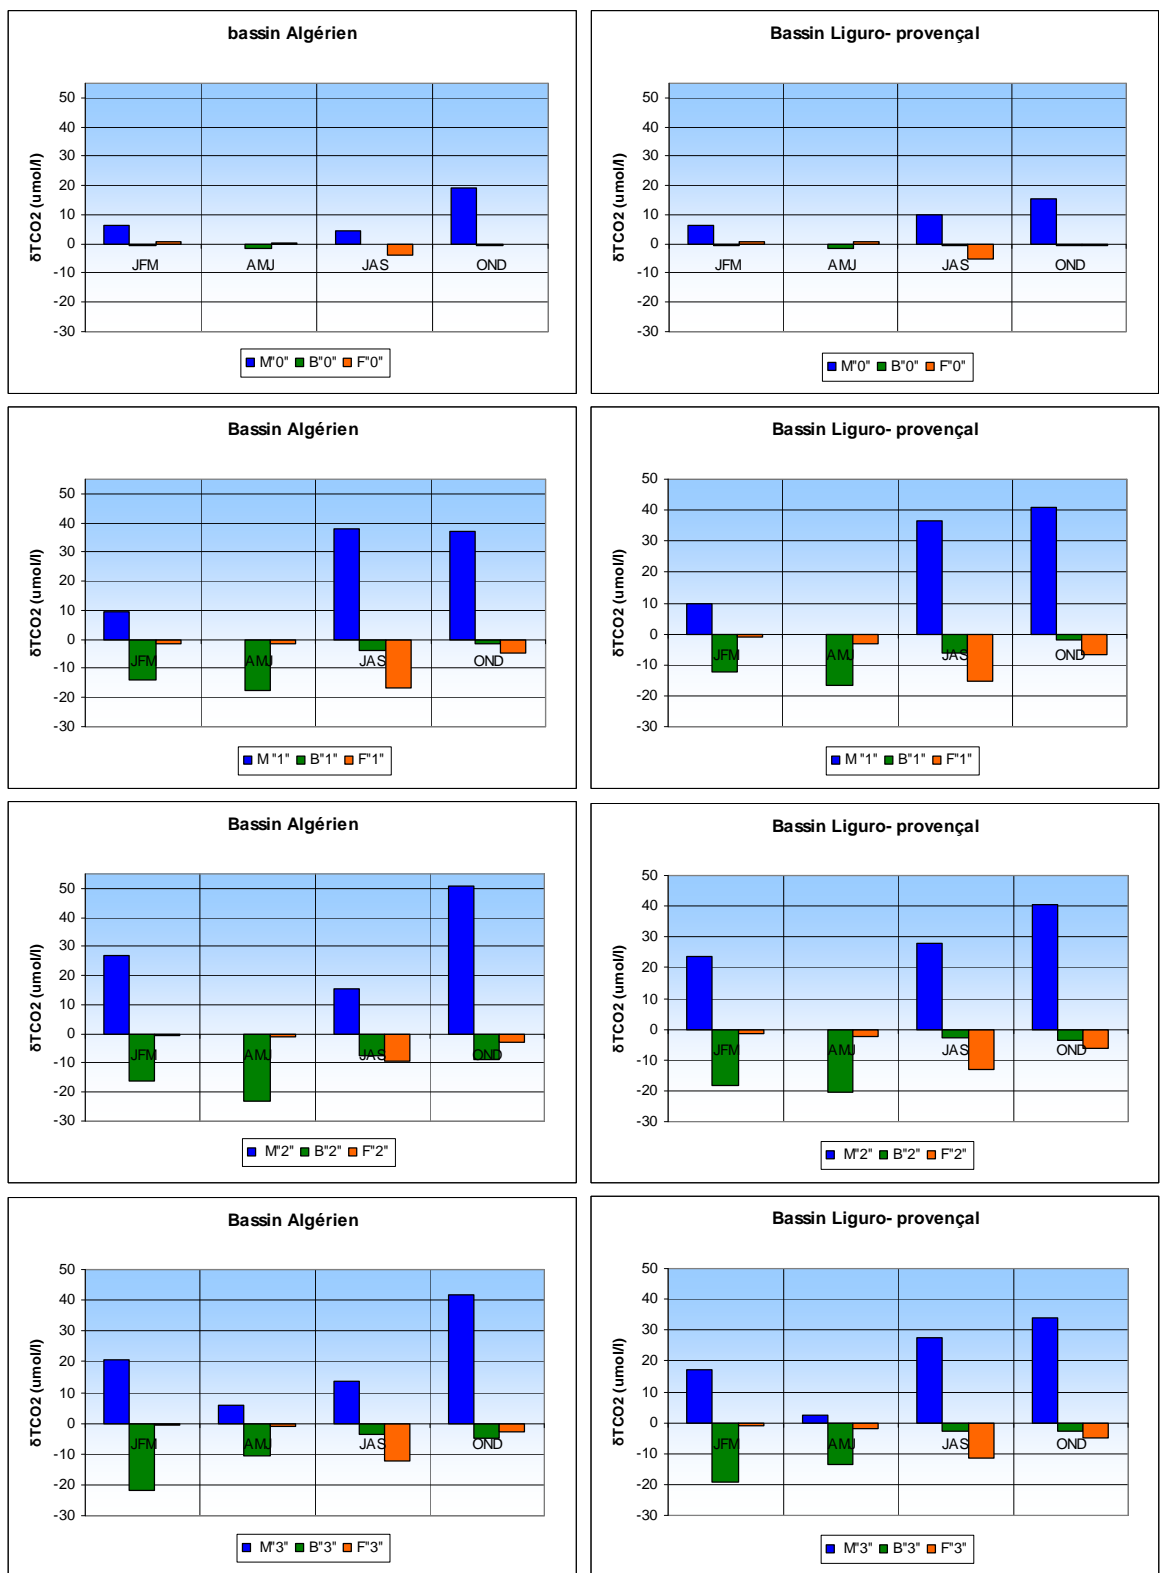 bassin Algérien
δTCO2 (umol/l)
50
40
30
20
10
0
-10
-20
-30
JFM AMJ JAS OND
M"0" B"0" F"0"
Bassin Liguro- provençal
δTCO2 (umol/l)
50
40
30
20
10
0
-10
-20
-30
JFM AMJ JAS OND
M"0" B"0" F"0"
Bassin Algérien
δTCO2 (umol/l)
50
40
30
20
10
0
-10
-20
-30
JFM AMJ JAS OND
M "1" B"1" F"1"
Bassin Liguro- provençal
δTCO2 (umol/l)
50
40
30
20
10
0
-10
-20
-30
JFM AMJ JAS OND
M "1" B"1" F"1"
Bassin Algérien
δTCO2 (umol/l)
50
40
30
20
10
0
-10
-20
-30
JFM AMJ JAS OND
M"2" B"2" F"2"
Bassin Liguro- provençal
δTCO2 (umol/l)
50
40
30
20
10
0
-10
-20
-30
JFM AMJ JAS OND
M"2" B"2" F"2"
Bassin Algérien
δTCO2 (umol/l)
50
40
30
20
10
0
-10
-20
-30
JFM AMJ JAS OND
M"3" B"3" F"3"
Bassin Liguro- provençal
δTCO2 (umol/l)
50
40
30
20
10
0
-10
-20
-30
JFM AMJ JAS OND
M"3" B"3" F"3"